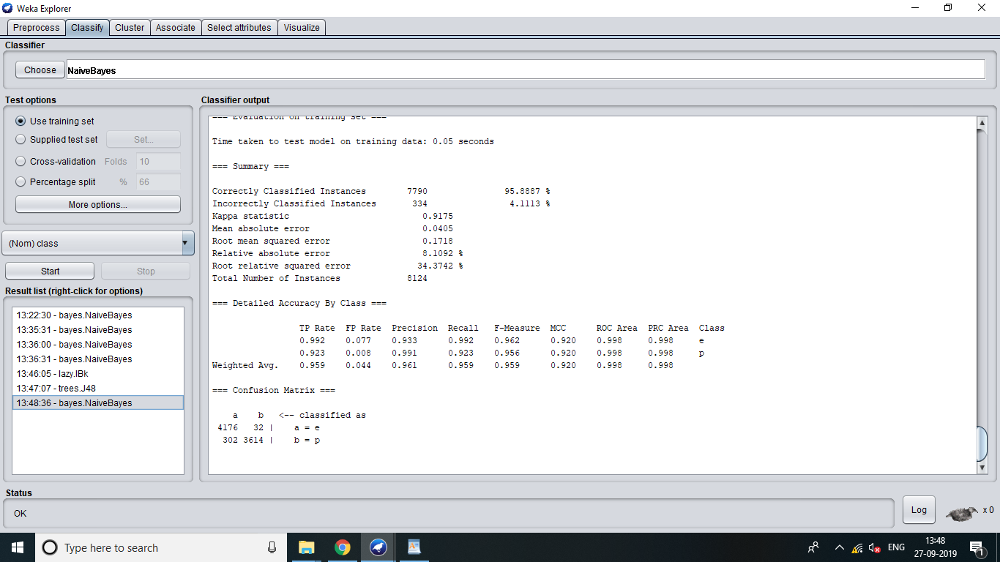 Weka Explorer
Preprocess Classify Cluster Associate Select attributes Visualize
Classifier
Choose NaiveBayes
Test options
Use training set
Supplied test set Set...
Cross-validation Folds 10
Percentage split % 66
More options...
(Nom) class
Start Stop
Result list (right-click for options)
13:22:30 - bayes.NaiveBayes
13:35:31 - bayes.NaiveBayes
13:36:00 - bayes.NaiveBayes
13:36:31 - bayes.NaiveBayes
13:46:05 - lazy.IBk
13:47:07 - trees.J48
13:48:36 - bayes.NaiveBayes
Classifier output
=== Evaluation on training set ===
Time taken to test model on training data: 0.05 seconds
=== Summary ===
Correctly Classified Instances 7790 95.8887 %
Incorrectly Classified Instances 334 4.1113 %
Kappa statistic 0.9175
Mean absolute error 0.0405
Root mean squared error 0.1718
Relative absolute error 8.1092 %
Root relative squared error 34.3742 %
Total Number of Instances 8124
=== Detailed Accuracy By Class ===
TP Rate FP Rate Precision Recall F-Measure MCC ROC Area PRC Area Class
0.992 0.077 0.933 0.992 0.962 0.920 0.998 0.998 e
0.923 0.008 0.991 0.923 0.956 0.920 0.998 0.998 p
Weighted Avg. 0.959 0.044 0.961 0.959 0.959 0.920 0.998 0.998
=== Confusion Matrix ===
a b <-- classified as
4176 32 | a = e
302 3614 | b = p
Status
OK
Log x 0
Type here to search
ENG
13:48
27-09-2019
1